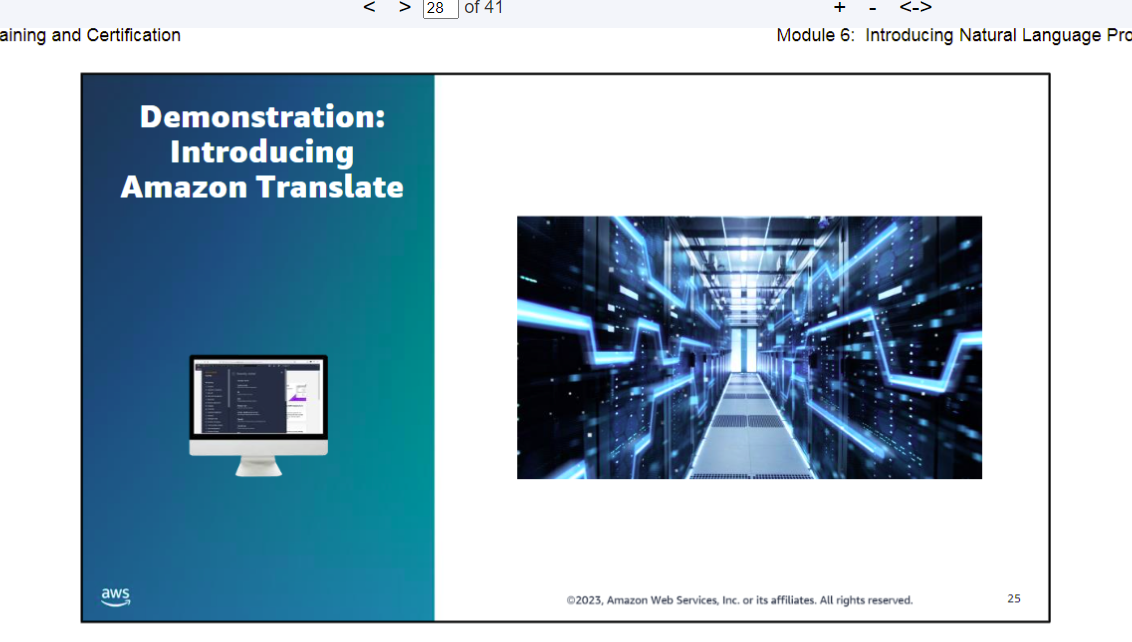 < > 28 of 41 + - <->
aining and Certification Module 6: Introducing Natural Language Pro
Demonstration:
Introducing
Amazon Translate
aws
©2023, Amazon Web Services, Inc. or its affiliates. All rights reserved. 25